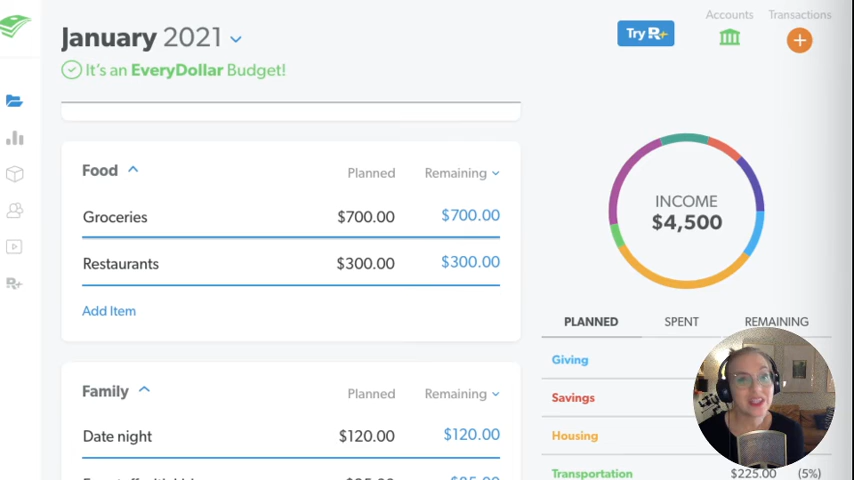 January 2021
It's an EveryDollar Budget!
Try R+
Accounts
Transactions
Food
Planned
Remaining
Groceries
$700.00
$700.00
Restaurants
$300.00
$300.00
Add Item
Family
Planned
Remaining
Date night
$120.00
$120.00
INCOME
$4,500
PLANNED
SPENT
REMAINING
Giving
Savings
Housing
Transportation
$225.00
(5%)
R+